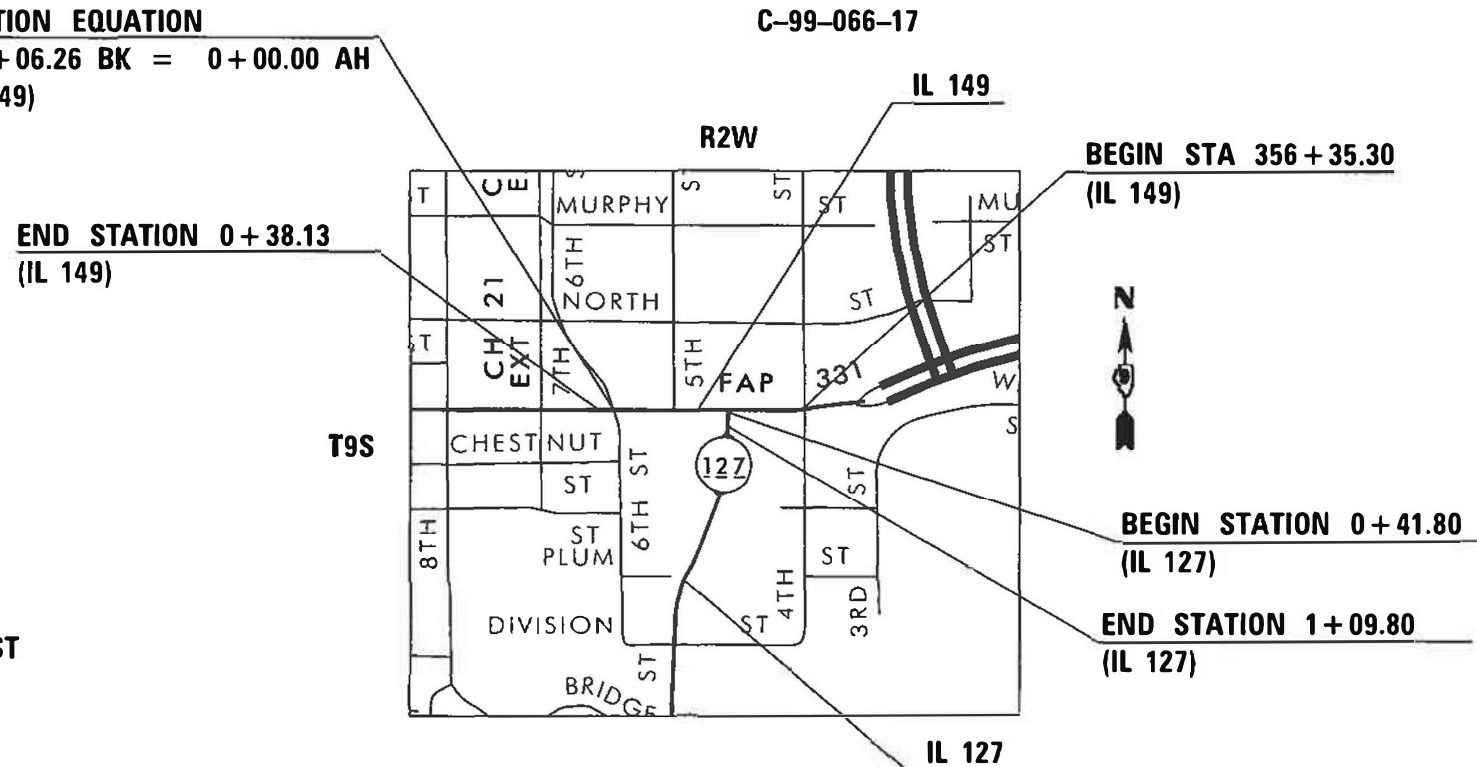 TION EQUATION
+06.26 BK = 0+00.00 AH
49)
C-99-066-17
IL 149
R2W
BEGIN STA 356+35.30
(IL 149)
END STATION 0+38.13
(IL 149)
T
C
E
S
MURPHY
S
ST
ST
MU
ST
21
6TH
NORTH
ST
N
ST
CH
EXT
7TH
5TH
FAP
331
W
S
T9S
CHESTNUT
ST
6TH ST
127
ST
BEGIN STATION 0+41.80
(IL 127)
8TH
ST
PLUM
4TH
ST
3RD
DIVISION
ST
END STATION 1+09.80
(IL 127)
ST
ST
BRIDGE
IL 127